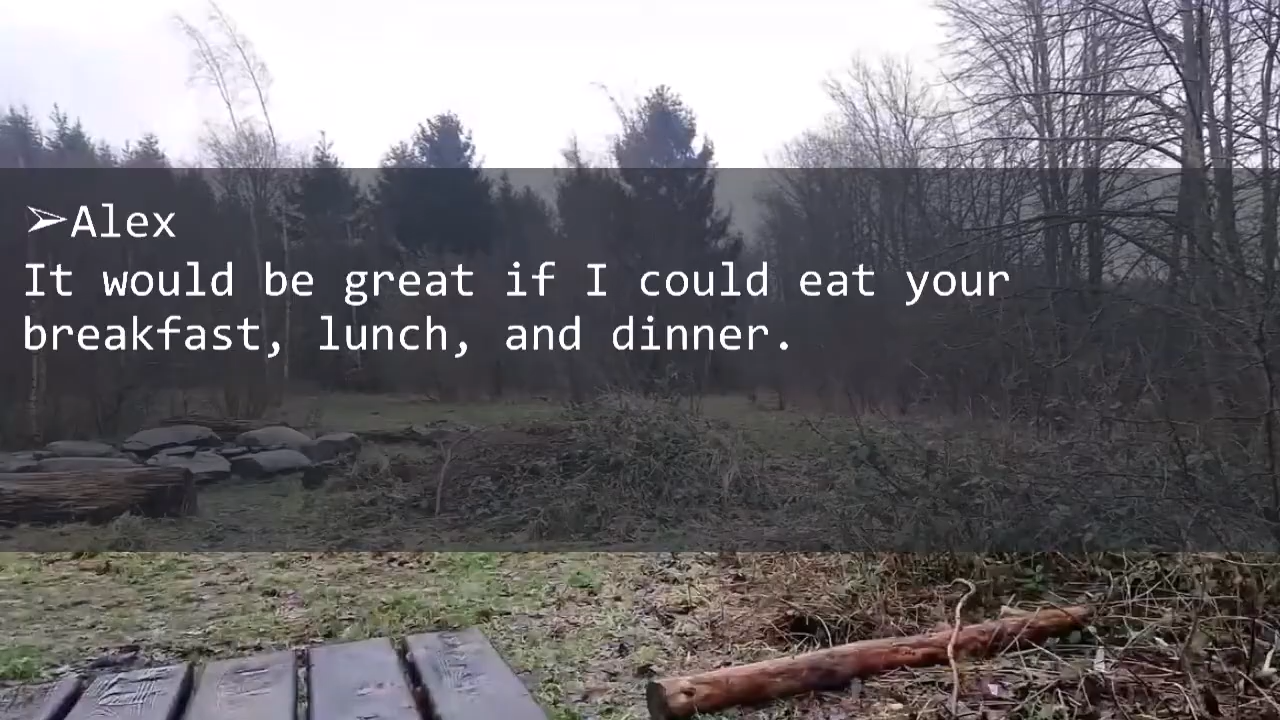 ➢Alex
It would be great if I could eat your
breakfast, lunch, and dinner.